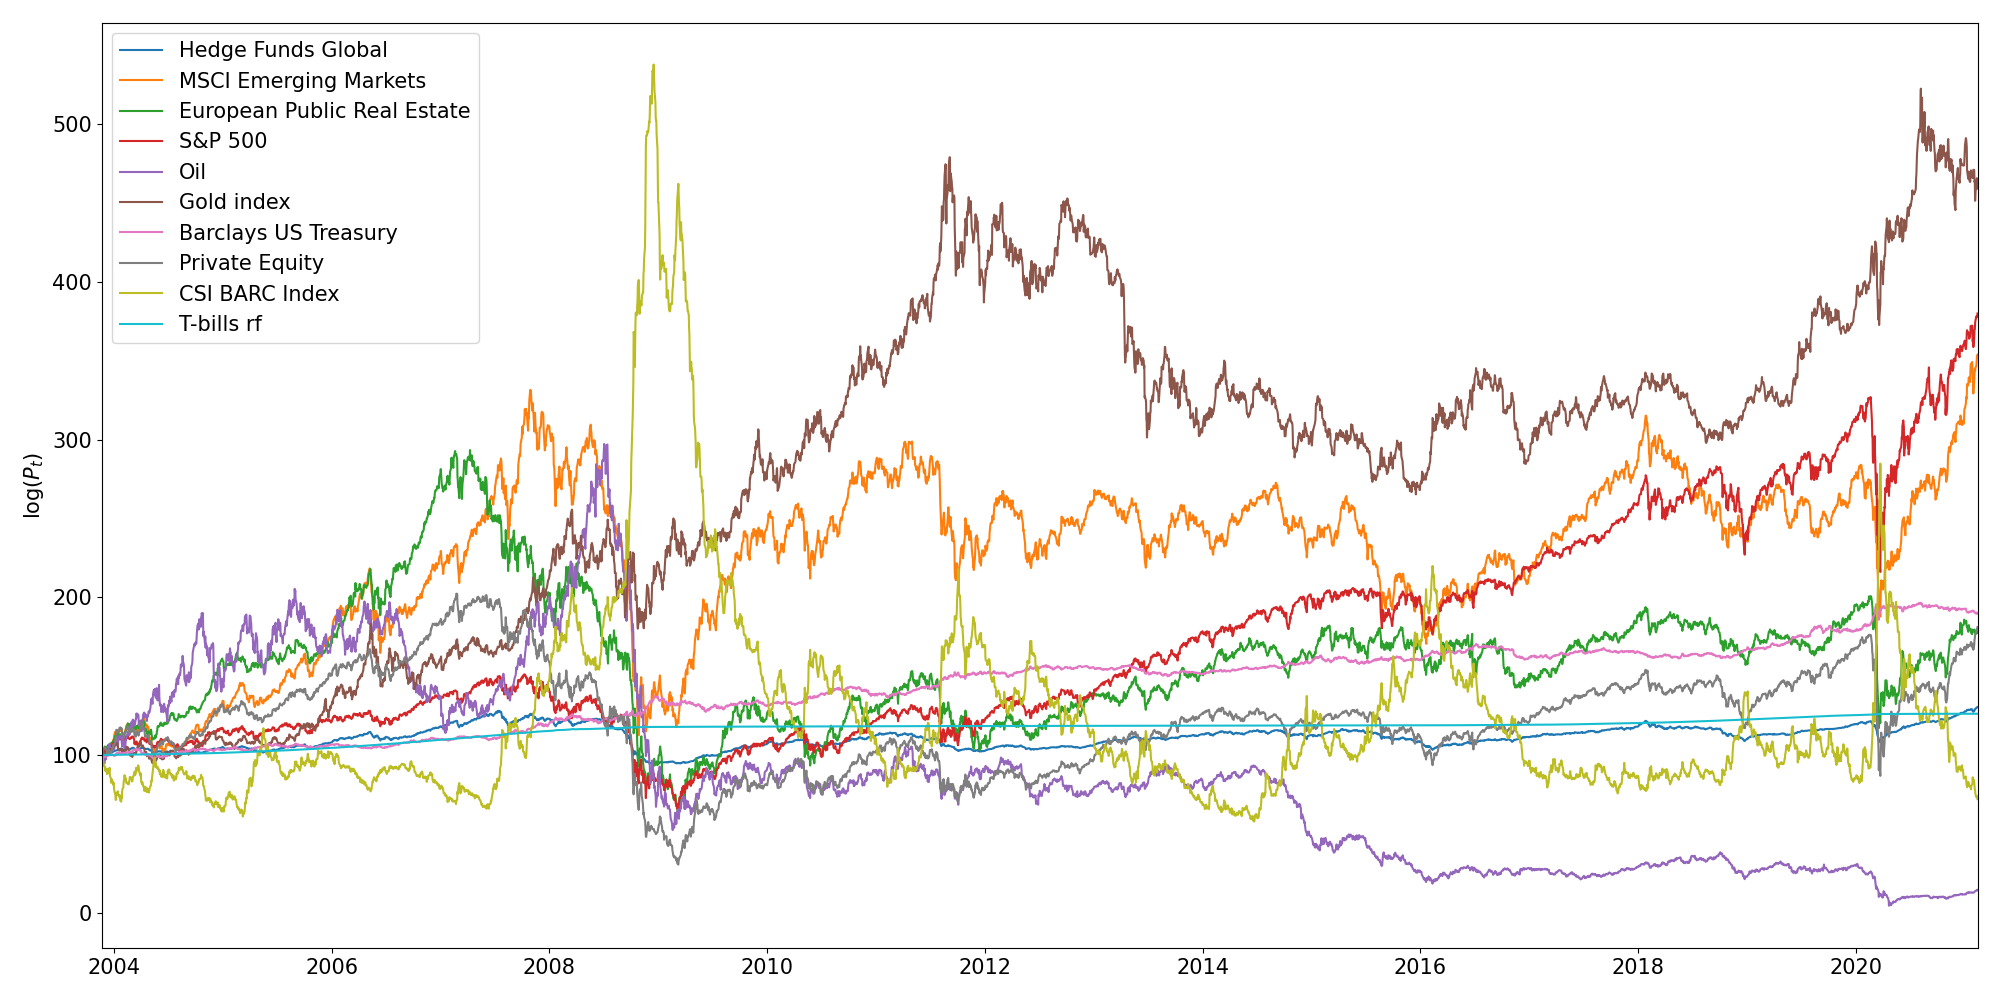 Hedge Funds Global
MSCI Emerging Markets
European Public Real Estate
S&P 500
Oil
Gold index
Barclays US Treasury
Private Equity
CSI BARC Index
T-bills rf
500
400
300
200
100
0
log(P_t)
2004 2006 2008 2010 2012 2014 2016 2018 2020